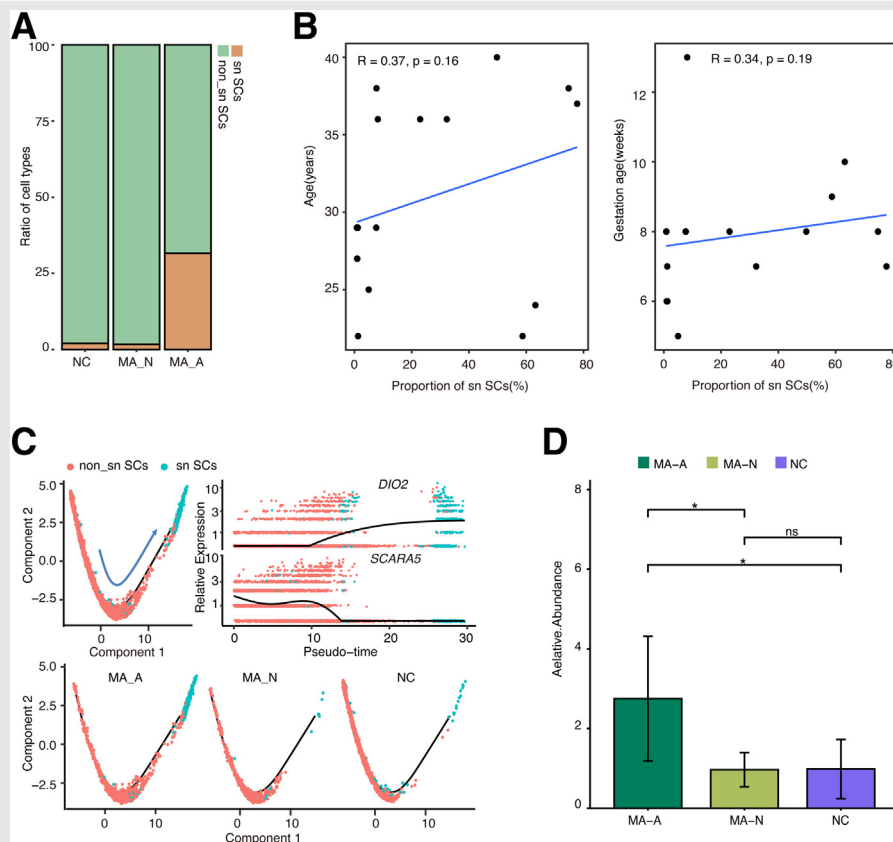 A
sn SCs
non_sn SCs
100
75
50
25
0
Ratio of cell types
NC
MA_N
MA_A
B
R = 0.37, p = 0.16
40
35
30
25
Age(years)
0
20
40
60
80
Proportion of sn SCs(%)
R = 0.34, p = 0.19
12
10
8
6
Gestation age(weeks)
0
20
40
60
80
Proportion of sn SCs(%)
C
non_sn SCs
sn SCs
5.0
2.5
0.0
−2.5
Component 2
0
10
Component 1
DIO2
10
3
1
SCARA5
10
3
1
Relative Expression
0
10
20
30
Pseudo-time
MA_A
MA_N
NC
5.0
2.5
0.0
−2.5
Component 2
0
10
0
10
0
10
Component 1
D
MA−A
MA−N
NC
8
6
4
2
0
Aelative.Abundance
*
ns
*
MA−A
MA−N
NC